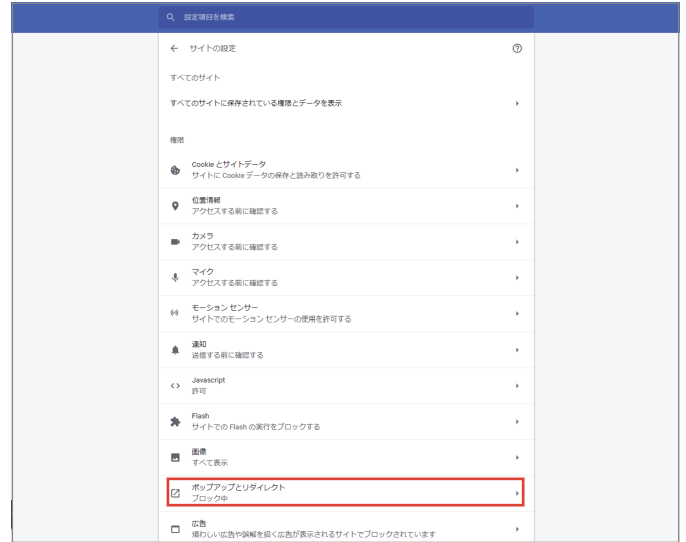 設定項目を検索
サイトの設定
すべてのサイト
すべてのサイトに保存されている権限とデータを表示
権限
Cookie とサイトデータ
サイトに Cookie データの保存と読み取りを許可する
位置情報
アクセスする前に確認する
カメラ
アクセスする前に確認する
マイク
アクセスする前に確認する
モーション センサー
サイトでのモーション センサーの使用を許可する
通知
送信する前に確認する
Javascript
許可
Flash
サイトでの Flash の実行をブロックする
画像
すべて表示
ポップアップとリダイレクト
ブロック中
広告
煩わしい広告や誤解を招く広告が表示されるサイトでブロックされています